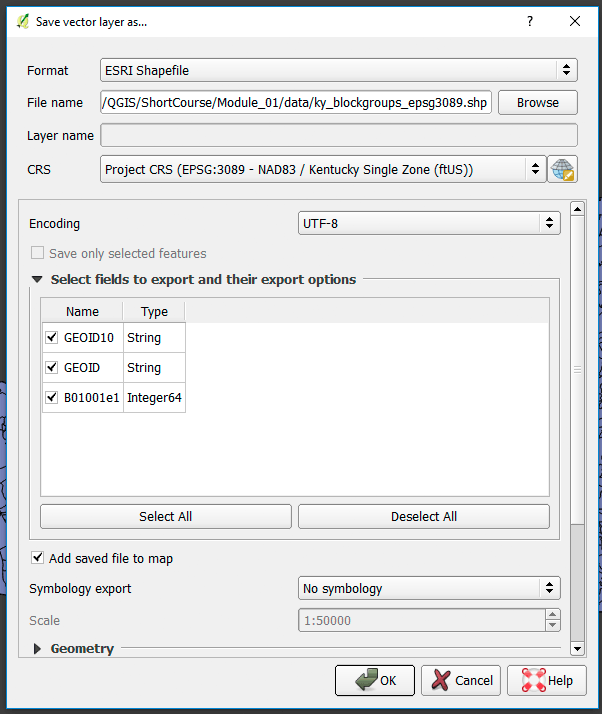 Save vector layer as...
?
Format ESRI Shapefile
File name /QGIS/ShortCourse/Module_01/data/ky_blockgroups_epsg3089.shp Browse
Layer name
CRS Project CRS (EPSG:3089 - NAD83 / Kentucky Single Zone (ftUS))
Encoding UTF-8
Save only selected features
Select fields to export and their export options
Name Type
GEOID10 String
GEOID String
B01001e1 Integer64
Select All Deselect All
Add saved file to map
Symbology export No symbology
Scale 1:50000
Geometry
OK Cancel Help